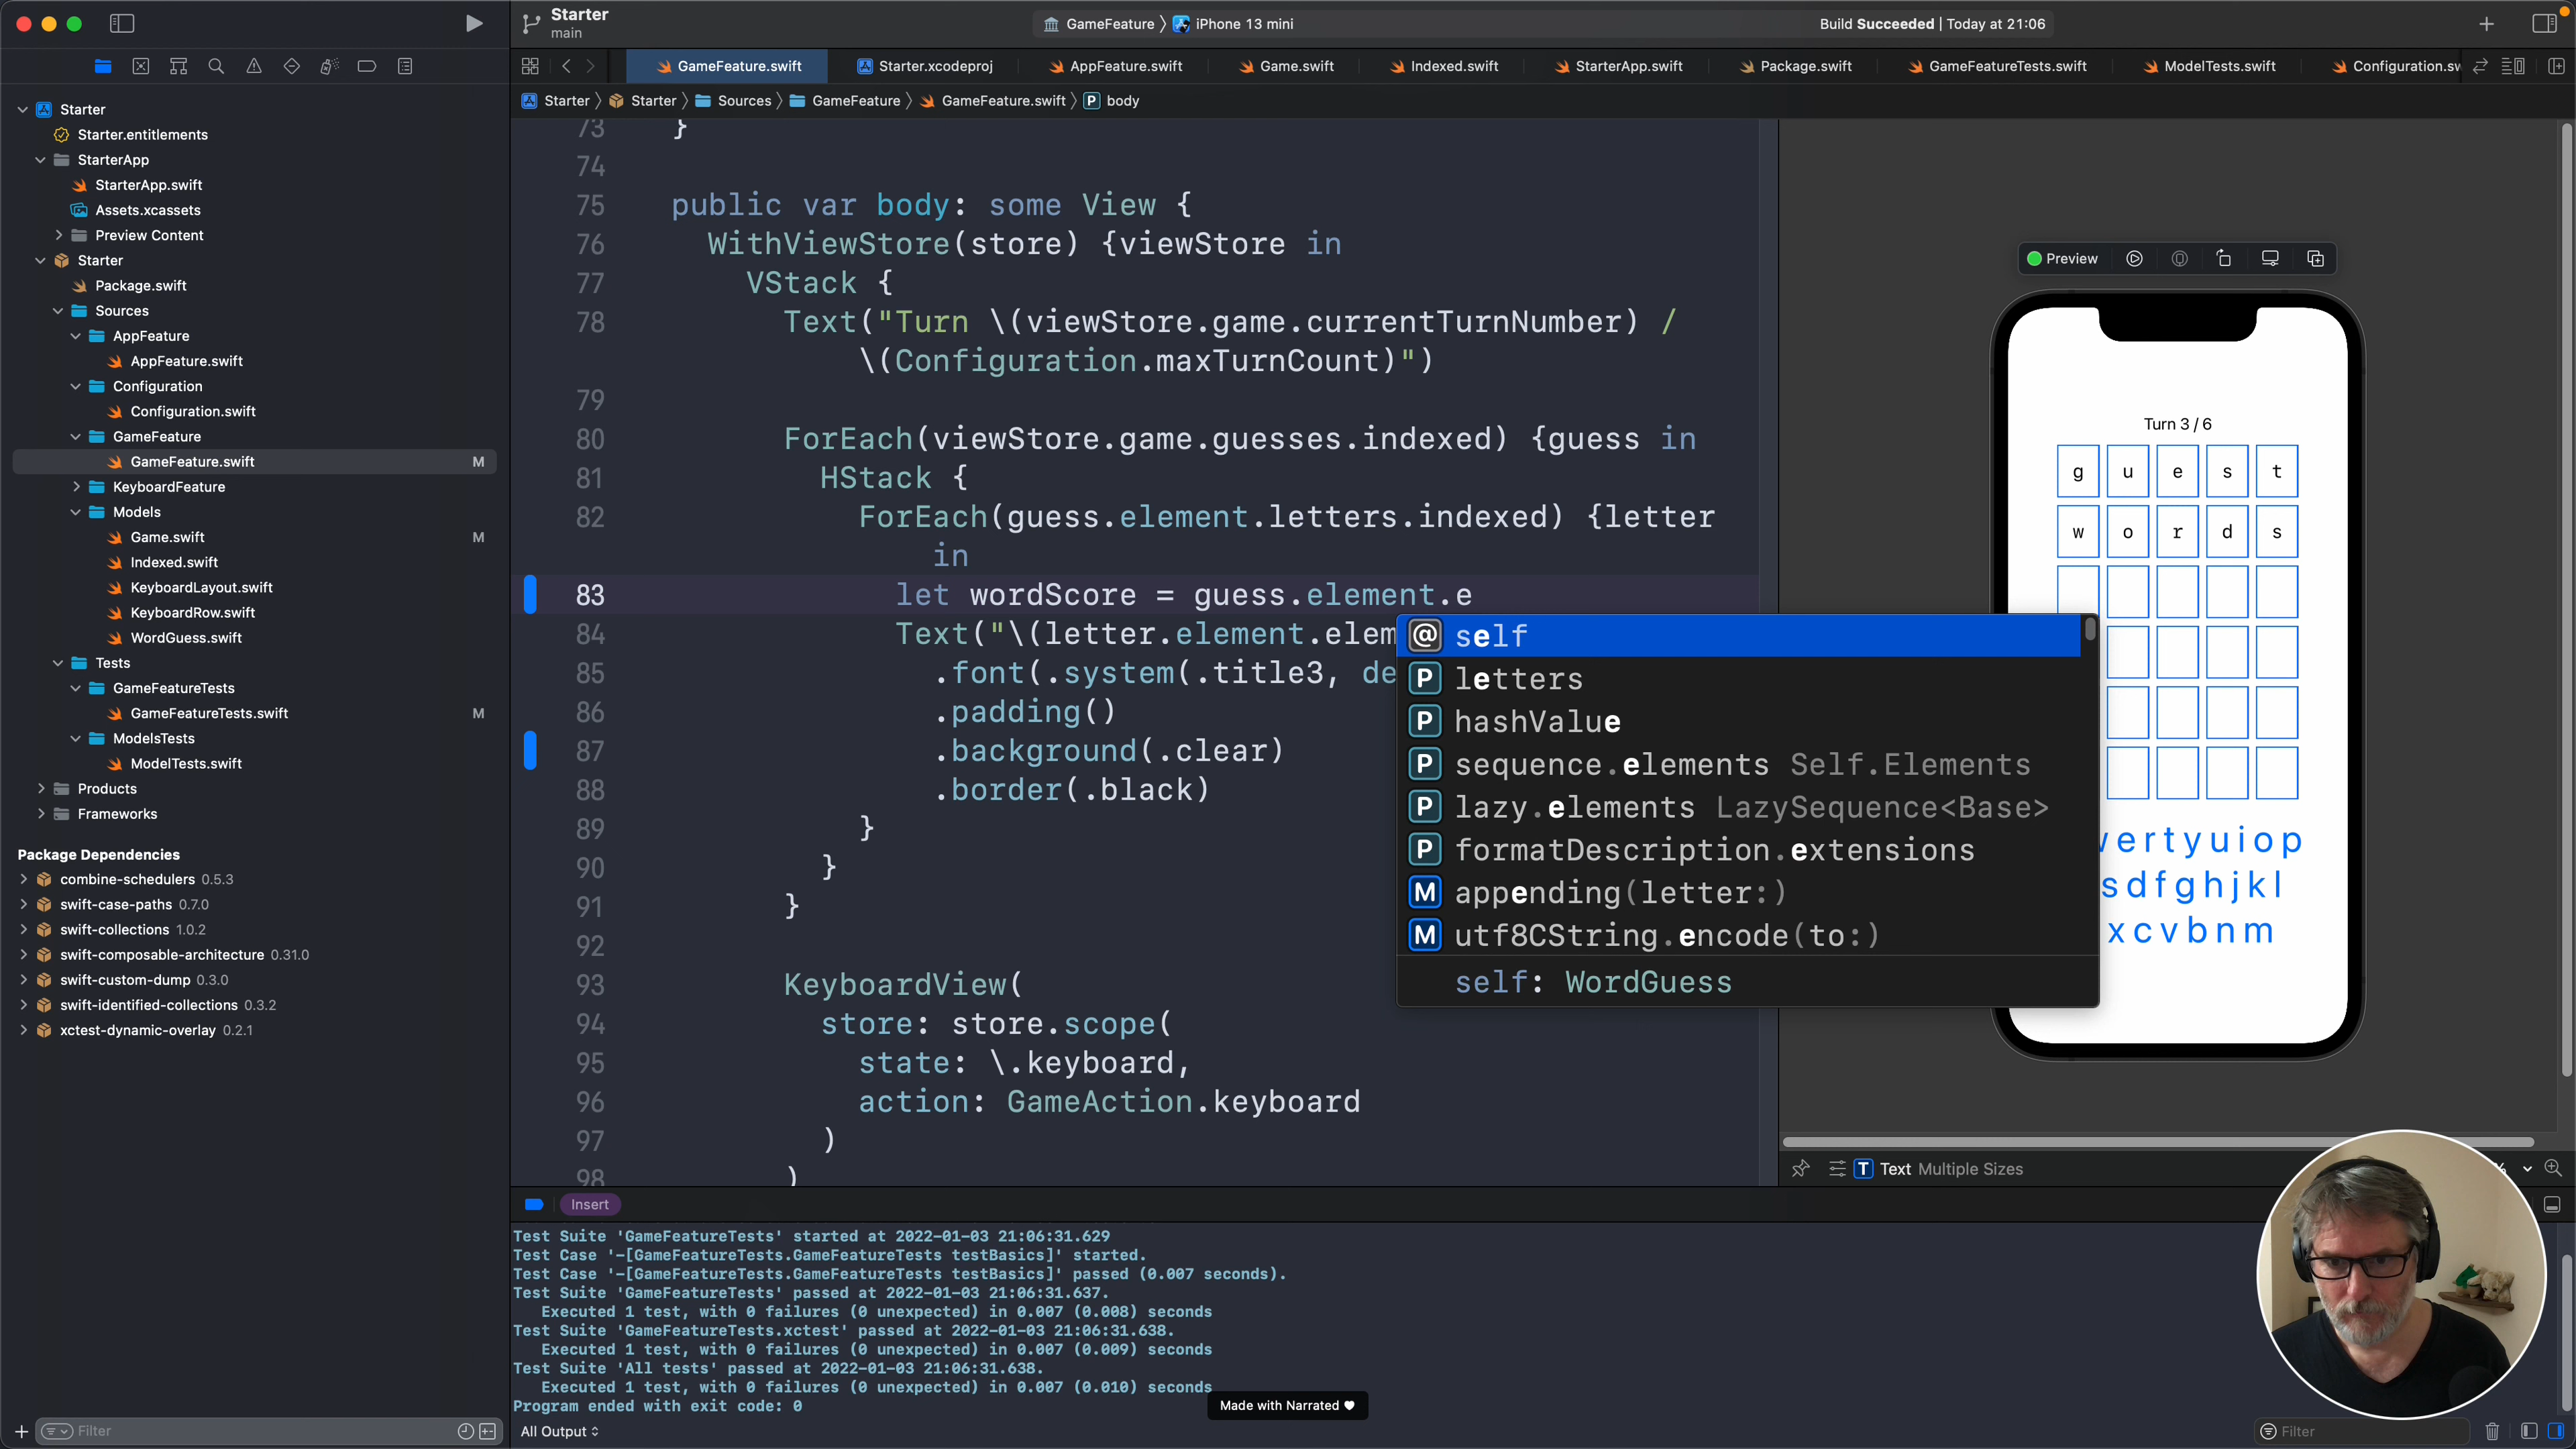 Starter
main
GameFeature 〉 iPhone 13 mini
Build Succeeded | Today at 21:06
GameFeature.swift
Starter.xcodeproj
AppFeature.swift
Game.swift
Indexed.swift
StarterApp.swift
Package.swift
GameFeatureTests.swift
ModelTests.swift
Configuration.sw
Starter 〉 Starter 〉 Sources 〉 GameFeature 〉 GameFeature.swift 〉 P body
Starter
Starter.entitlements
StarterApp
StarterApp.swift
Assets.xcassets
Preview Content
Starter
Package.swift
Sources
AppFeature
AppFeature.swift
Configuration
Configuration.swift
GameFeature
GameFeature.swift M
KeyboardFeature
Models
Game.swift M
Indexed.swift
KeyboardLayout.swift
KeyboardRow.swift
WordGuess.swift
Tests
GameFeatureTests
GameFeatureTests.swift M
ModelsTests
ModelTests.swift
Products
Frameworks
Package Dependencies
combine-schedulers 0.5.3
swift-case-paths 0.7.0
swift-collections 1.0.2
swift-composable-architecture 0.31.0
swift-custom-dump 0.3.0
swift-identified-collections 0.3.2
xctest-dynamic-overlay 0.2.1
Filter
73 }
74
75 public var body: some View {
76 WithViewStore(store) {viewStore in
77 VStack {
78 Text("Turn \(viewStore.game.currentTurnNumber) /
\(Configuration.maxTurnCount)")
79
80 ForEach(viewStore.game.guesses.indexed) {guess in
81 HStack {
82 ForEach(guess.element.letters.indexed) {letter
in
83 let wordScore = guess.element.e
84 Text("\(letter.element.elem
85 .font(.system(.title3, de
86 .padding()
87 .background(.clear)
88 .border(.black)
89 }
90 }
91 }
92
93 KeyboardView(
94 store: store.scope(
95 state: \.keyboard,
96 action: GameAction.keyboard
97 )
98 )
@ self
P letters
P hashValue
P sequence.elements Self.Elements
P lazy.elements LazySequence<Base>
P formatDescription.extensions
M appending(letter:)
M utf8CString.encode(to:)
self: WordGuess
Preview
Turn 3 / 6
g u e s t
w o r d s
w e r t y u i o p
s d f g h j k l
x c v b n m
T Text Multiple Sizes
%
Insert
Test Suite 'GameFeatureTests' started at 2022-01-03 21:06:31.629
Test Case '-[GameFeatureTests.GameFeatureTests testBasics]' started.
Test Case '-[GameFeatureTests.GameFeatureTests testBasics]' passed (0.007 seconds).
Test Suite 'GameFeatureTests' passed at 2022-01-03 21:06:31.637.
Executed 1 test, with 0 failures (0 unexpected) in 0.007 (0.008) seconds
Test Suite 'GameFeatureTests.xctest' passed at 2022-01-03 21:06:31.638.
Executed 1 test, with 0 failures (0 unexpected) in 0.007 (0.009) seconds
Test Suite 'All tests' passed at 2022-01-03 21:06:31.638.
Executed 1 test, with 0 failures (0 unexpected) in 0.007 (0.010) seconds
Program ended with exit code: 0
Made with Narrated ♥
All Output
Filter